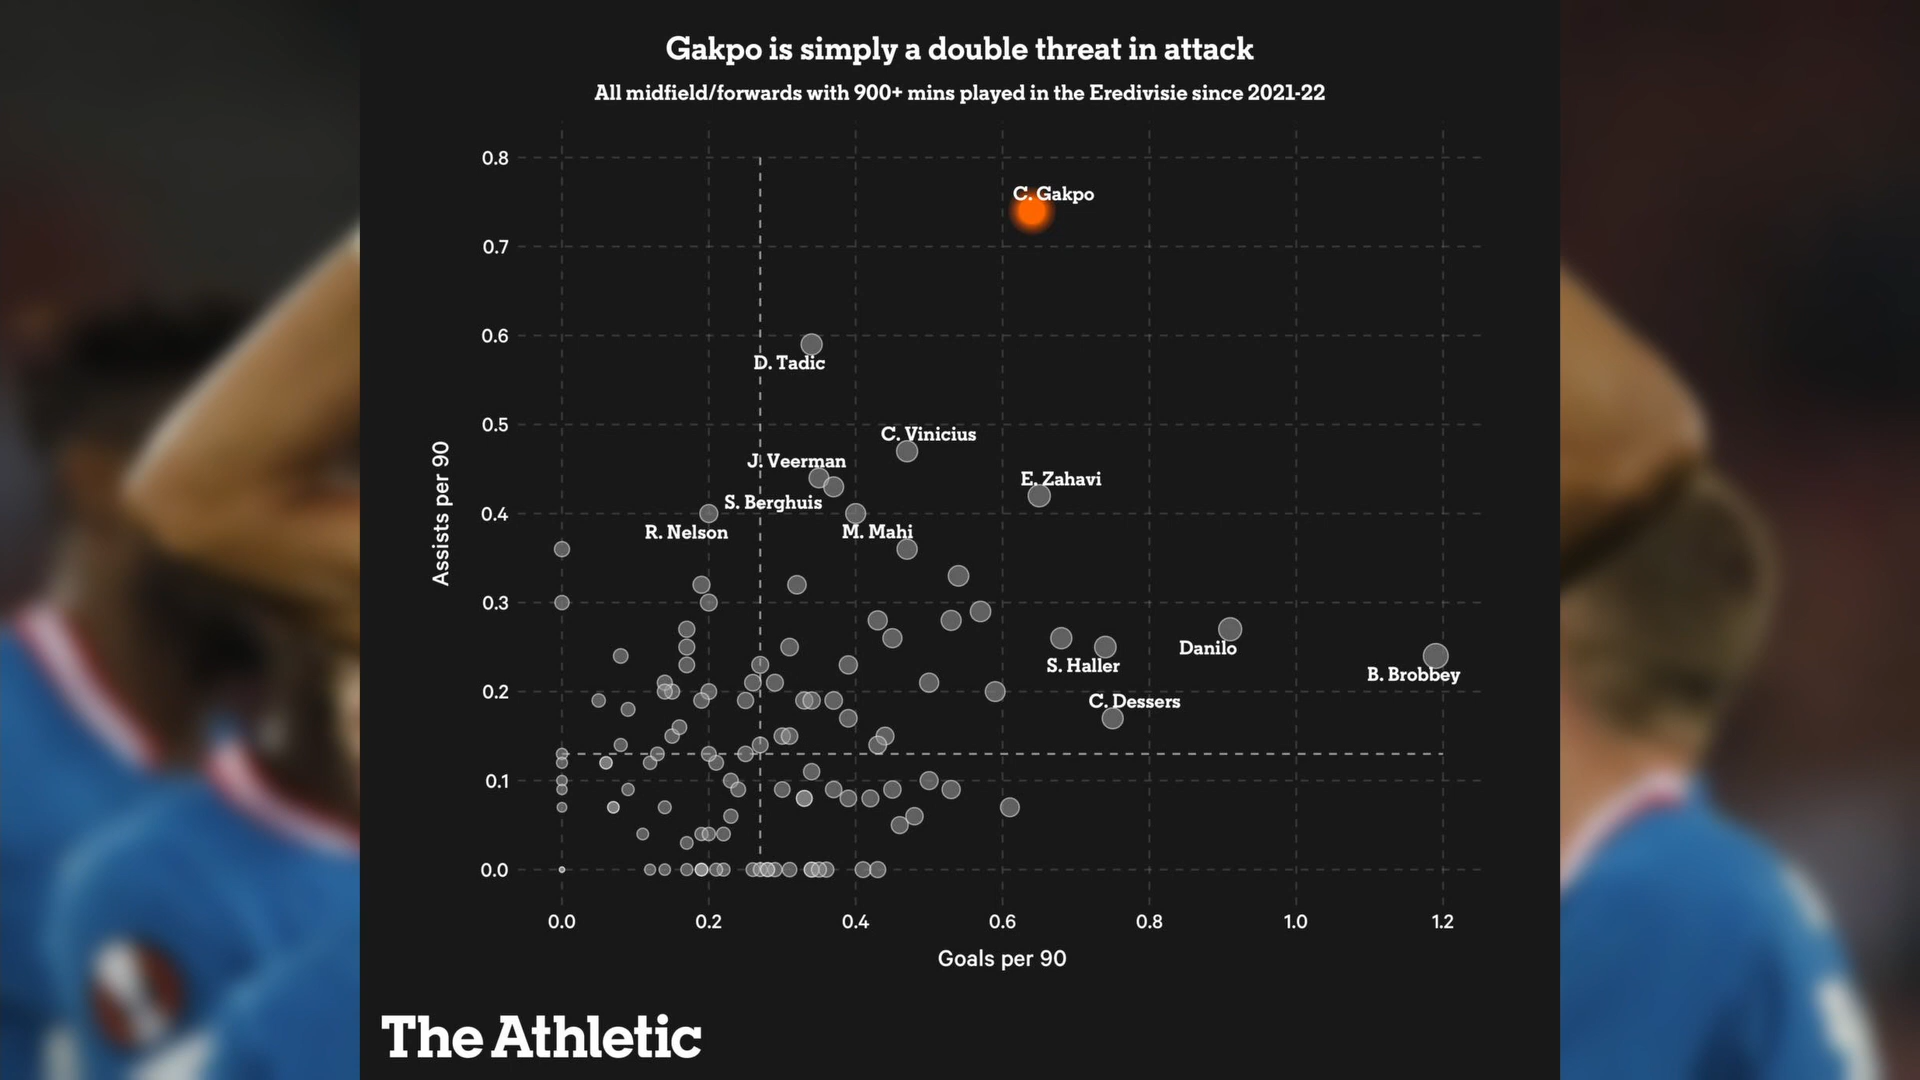 Gakpo is simply a double threat in attack
All midfield/forwards with 900+ mins played in the Eredivisie since 2021-22
0.8
C. Gakpo
0.7
0.6
D. Tadic
0.5
C. Vinicius
J. Veerman
E. Zahavi
S. Berghuis
0.4
R. Nelson
M. Mahi
Assists per 90
0.3
Danilo
S. Haller
B. Brobbey
0.2
C. Dessers
0.1
0.0
0.0 0.2 0.4 0.6 0.8 1.0 1.2
Goals per 90
The Athletic